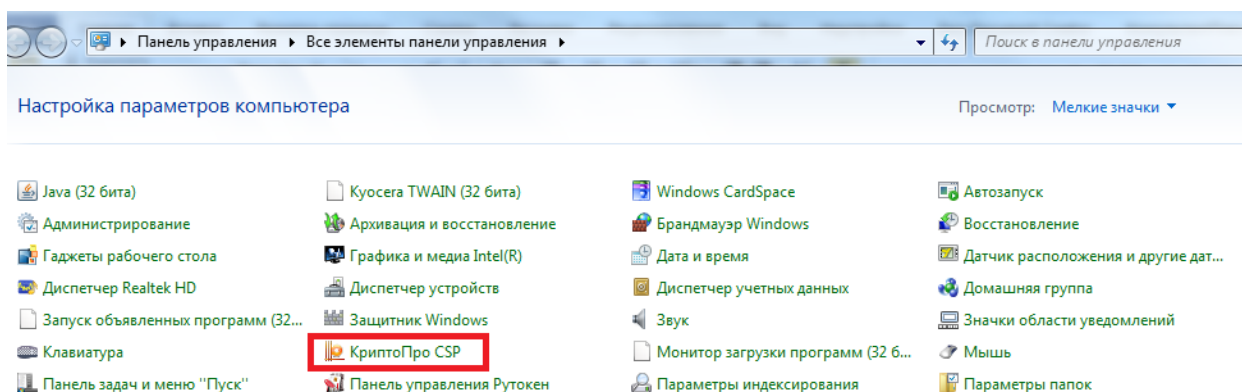 Панель управления ▸ Все элементы панели управления ▸ Поиск в панели управления
Настройка параметров компьютера Просмотр: Мелкие значки
Java (32 бита) Kyocera TWAIN (32 бита) Windows CardSpace Автозапуск
Администрирование Архивация и восстановление Брандмауэр Windows Восстановление
Гаджеты рабочего стола Графика и медиа Intel(R) Дата и время Датчик расположения и другие дат...
Диспетчер Realtek HD Диспетчер устройств Диспетчер учетных данных Домашняя группа
Запуск объявленных программ (32... Защитник Windows Звук Значки области уведомлений
Клавиатура КриптоПро CSP Монитор загрузки программ (32 б... Мышь
Панель задач и меню "Пуск" Панель управления Рутокен Параметры индексирования Параметры папок